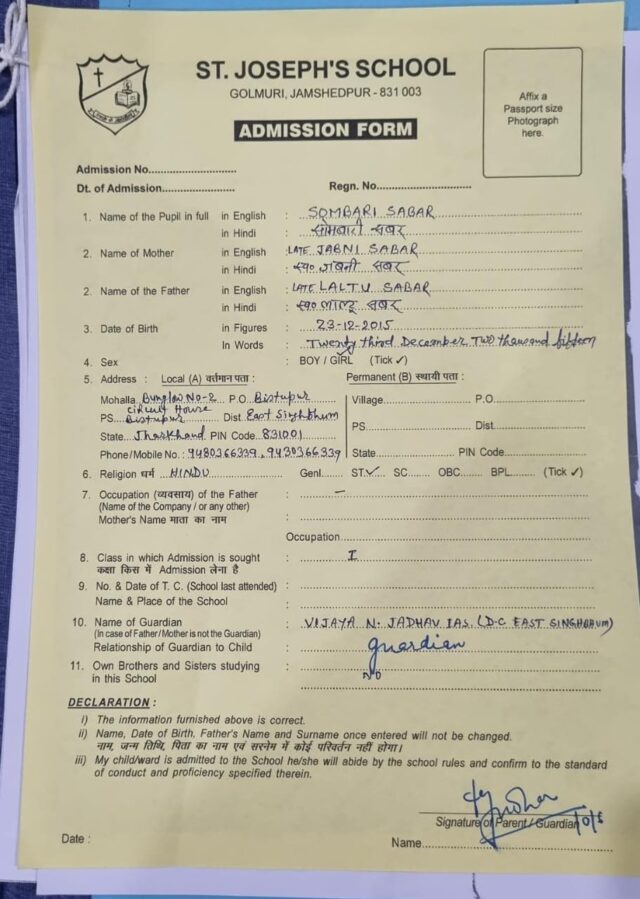 ST. JOSEPH'S SCHOOL
GOLMURI, JAMSHEDPUR - 831 003
ADMISSION FORM
Affix a
Passport size
Photograph
here.
Admission No.............................
Dt. of Admission........................ Regn. No...............................
1. Name of the Pupil in full in English : SOMBARI SABAR
in Hindi : सोमबारी सबर
2. Name of Mother in English : LATE JABNI SABAR
in Hindi : स्व० जबनी सबर
2. Name of the Father in English : LATE LALTU SABAR
in Hindi : स्व० लाल्टू सबर
3. Date of Birth in Figures : 23-12-2015
In Words : Twenty third December Two thousand fifteen
4. Sex : BOY / GIRL ✓ (Tick ✓)
5. Address : Local (A) वर्तमान पता : Permanent (B) स्थायी पता :
Mohalla Bunglow No-2 P.O. Bistupur Village............ P.O............
Circuit House
PS Bistupur Dist East Singhbhum PS............ Dist............
State Jharkhand PIN Code 831001 State............ PIN Code............
Phone/Mobile No. : 9480366339, 9430366339
6. Religion धर्म HINDU Genl....... ST ✓ SC....... OBC....... BPL....... (Tick ✓)
7. Occupation (व्यवसाय) of the Father : –
(Name of the Company / or any other)
Mother's Name माता का नाम :
Occupation............
8. Class in which Admission is sought : I
कक्षा किस में Admission लेना है
9. No. & Date of T. C. (School last attended) :
Name & Place of the School :
10. Name of Guardian : VIJAYA N. JADHAV IAS. (D.C EAST SINGHBHUM)
(In case of Father / Mother is not the Guardian)
Relationship of Guardian to Child : guardian
11. Own Brothers and Sisters studying : NO
in this School
DECLARATION :
i) The information furnished above is correct.
ii) Name, Date of Birth, Father's Name and Surname once entered will not be changed.
नाम, जन्म तिथि, पिता का नाम एवं सरनेम में कोई परिवर्तन नहीं होगा।
iii) My child/ward is admitted to the School he/she will abide by the school rules and confirm to the standard
of conduct and proficiency specified therein.
Signature of Parent / Guardian
Date : Name............................